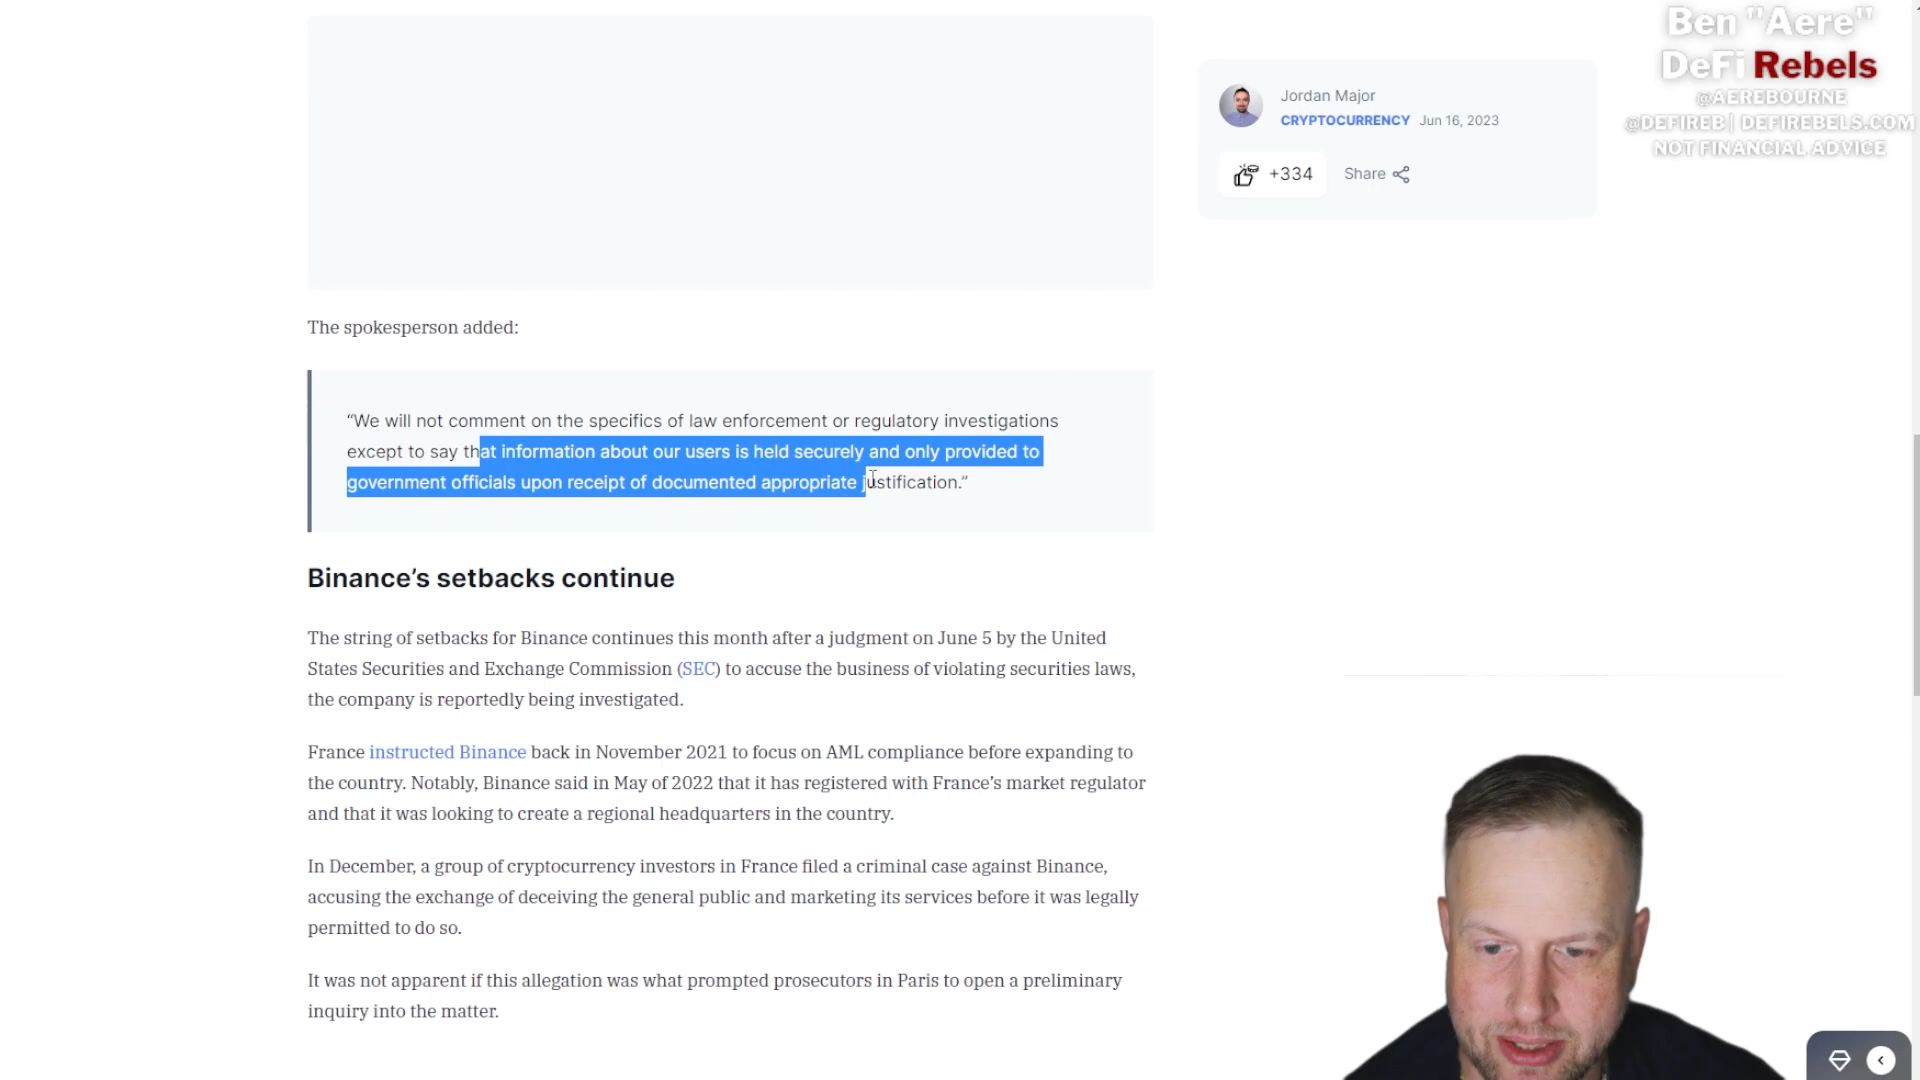 Ben "Aere"
DeFi Rebels
@AEREBOURNE
@DEFIREB | DEFIREBELS.COM
NOT FINANCIAL ADVICE
Jordan Major
CRYPTOCURRENCY Jun 16, 2023
+334 Share
The spokesperson added:
“We will not comment on the specifics of law enforcement or regulatory investigations
except to say that information about our users is held securely and only provided to
government officials upon receipt of documented appropriate justification.”
Binance’s setbacks continue
The string of setbacks for Binance continues this month after a judgment on June 5 by the United
States Securities and Exchange Commission (SEC) to accuse the business of violating securities laws,
the company is reportedly being investigated.
France instructed Binance back in November 2021 to focus on AML compliance before expanding to
the country. Notably, Binance said in May of 2022 that it has registered with France’s market regulator
and that it was looking to create a regional headquarters in the country.
In December, a group of cryptocurrency investors in France filed a criminal case against Binance,
accusing the exchange of deceiving the general public and marketing its services before it was legally
permitted to do so.
It was not apparent if this allegation was what prompted prosecutors in Paris to open a preliminary
inquiry into the matter.